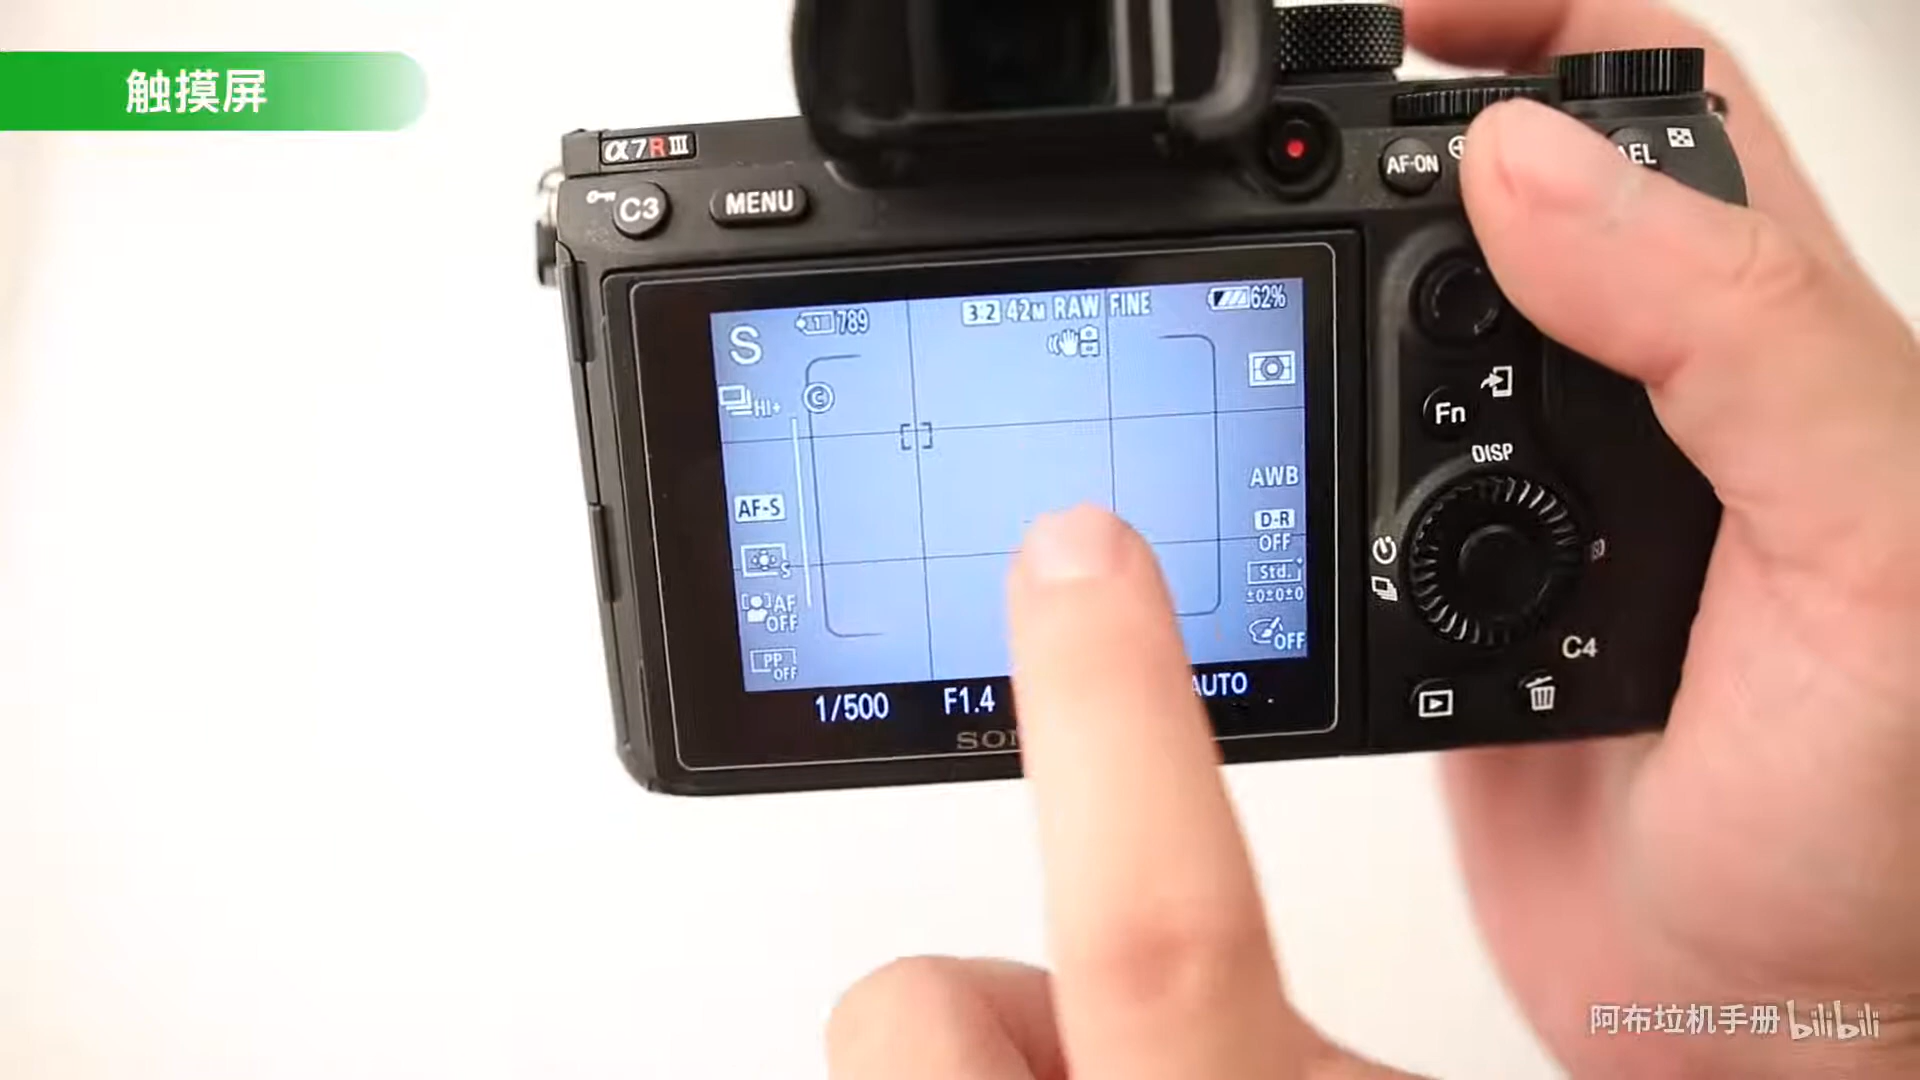 触摸屏
α7RIII
C3
MENU
AF-ON
AEL
S
1 789
3:2 42M RAW FINE
62%
HI+
C
AF-S
S
AF
OFF
PP
OFF
AWB
D-R
OFF
Std.
±0±0±0
OFF
1/500 F1.4 AUTO
SON
Fn
DISP
C4
阿布垃机手册 bilibili